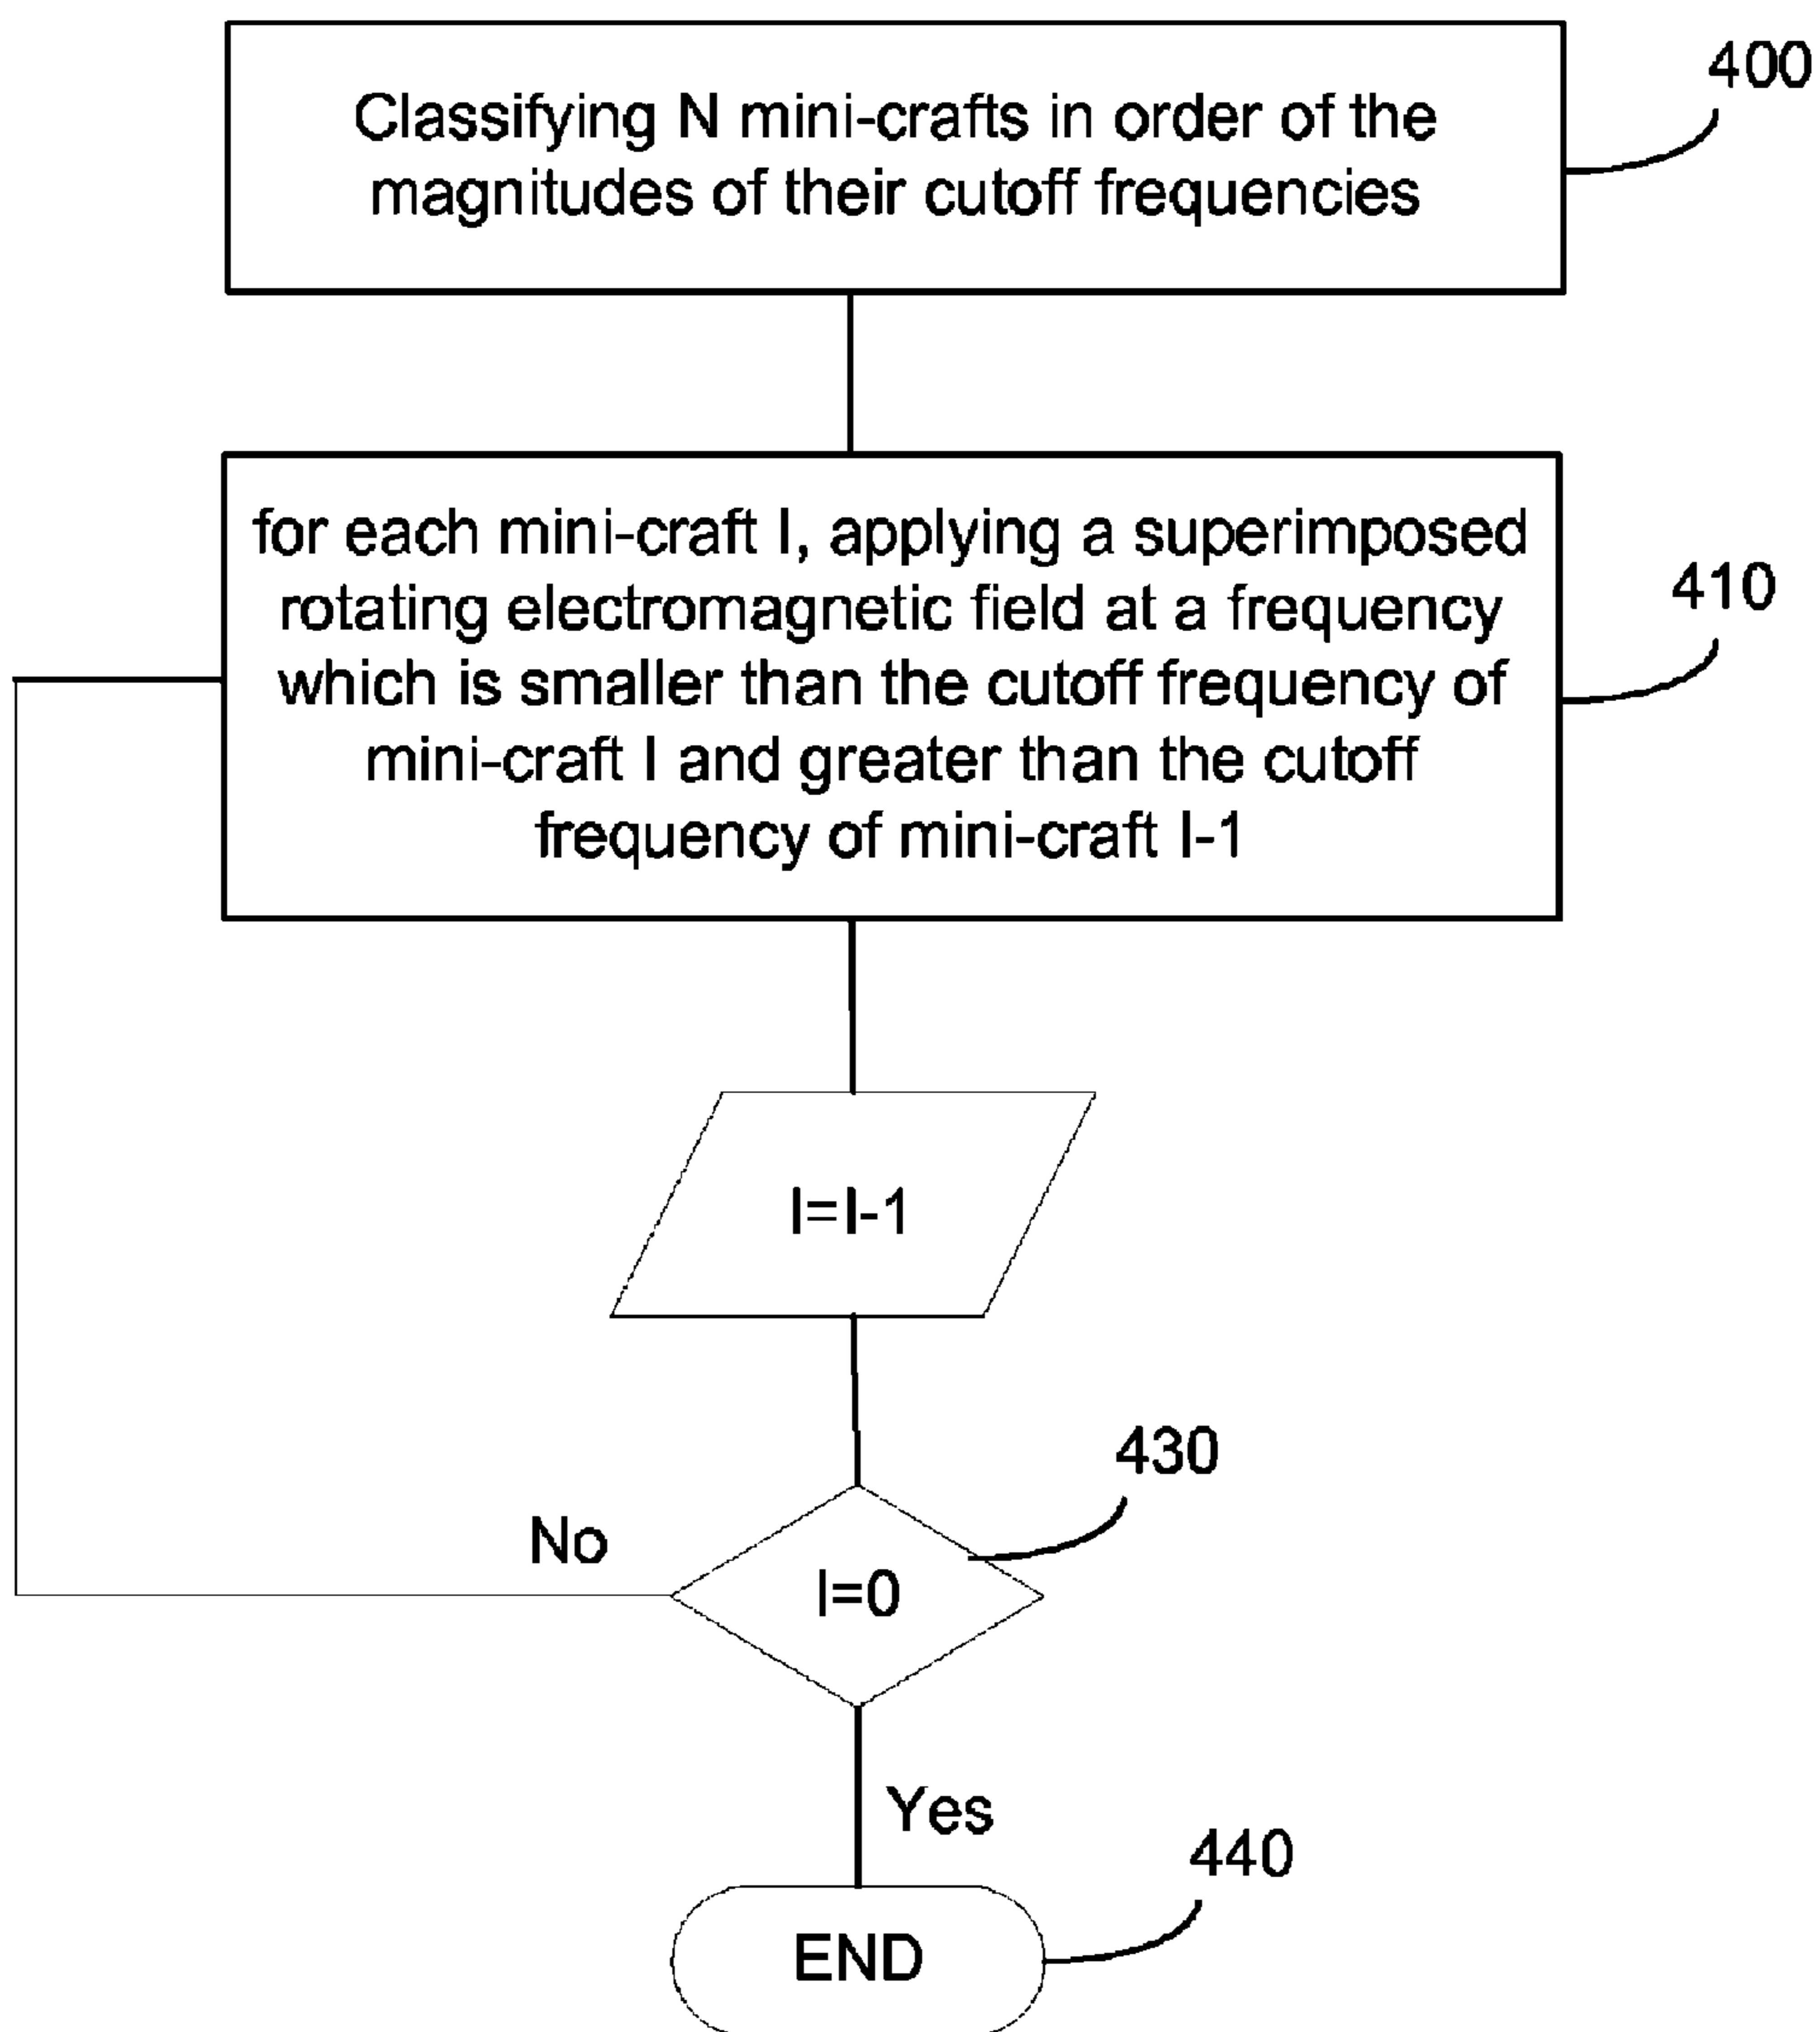 400
Classifying N mini-crafts in order of the
magnitudes of their cutoff frequencies
for each mini-craft I, applying a superimposed
rotating electromagnetic field at a frequency
which is smaller than the cutoff frequency of
mini-craft I and greater than the cutoff
frequency of mini-craft I-1
410
I=I-1
430
No
I=0
Yes
440
END